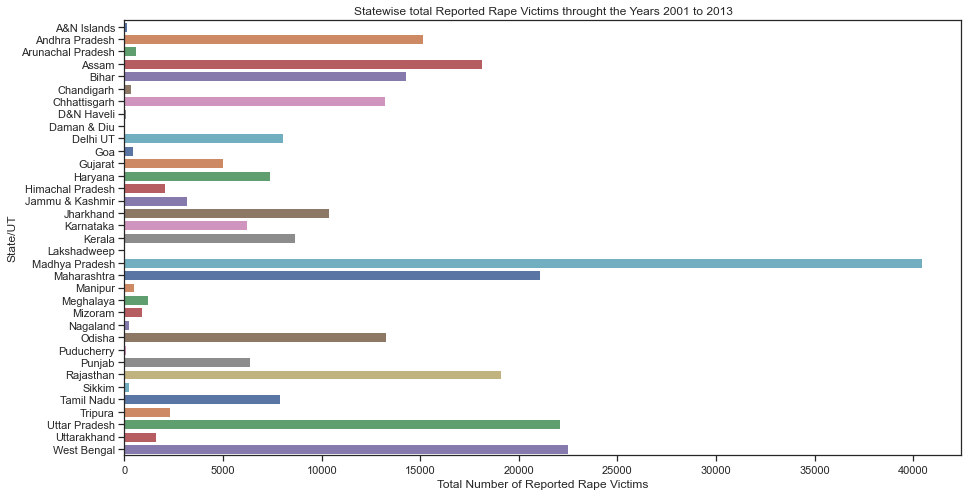 Statewise total Reported Rape Victims throught the Years 2001 to 2013
State/UT
A&N Islands
Andhra Pradesh
Arunachal Pradesh
Assam
Bihar
Chandigarh
Chhattisgarh
D&N Haveli
Daman & Diu
Delhi UT
Goa
Gujarat
Haryana
Himachal Pradesh
Jammu & Kashmir
Jharkhand
Karnataka
Kerala
Lakshadweep
Madhya Pradesh
Maharashtra
Manipur
Meghalaya
Mizoram
Nagaland
Odisha
Puducherry
Punjab
Rajasthan
Sikkim
Tamil Nadu
Tripura
Uttar Pradesh
Uttarakhand
West Bengal
0 5000 10000 15000 20000 25000 30000 35000 40000
Total Number of Reported Rape Victims